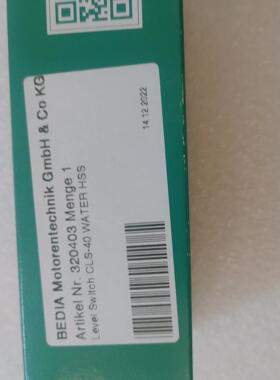 BEDIA Motorentechnik GmbH & Co KG
Artikel Nr. 320403 Menge 1
Level Switch CLS-40 WATER HSS
14.12.2022